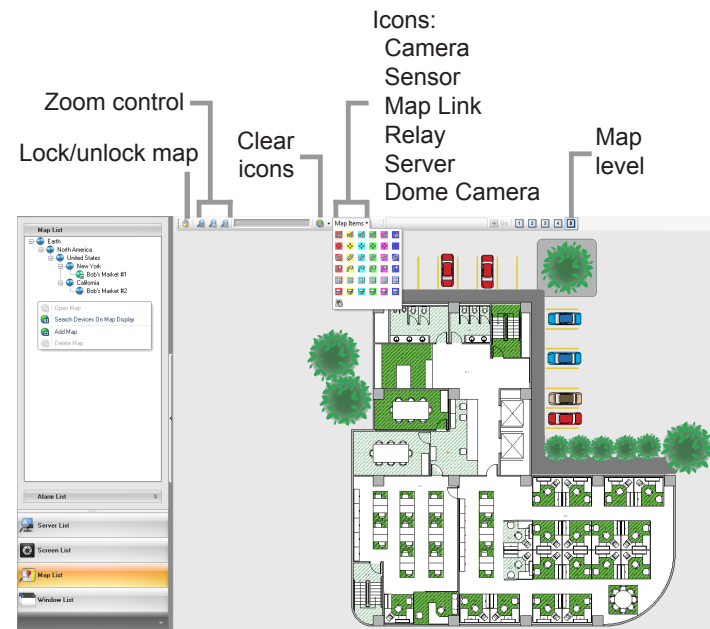 Icons:
Camera
Sensor
Map Link
Relay
Server
Dome Camera
Zoom control
Clear
icons
Map
level
Lock/unlock map
Map Items
Go
1 2 3 4 5
Map List
Earth
North America
United States
New York
Bob's Market #1
California
Bob's Market #2
Open Map
Search Devices On Map Display
Add Map
Delete Map
Alarm List
Server List
Screen List
Map List
Window List